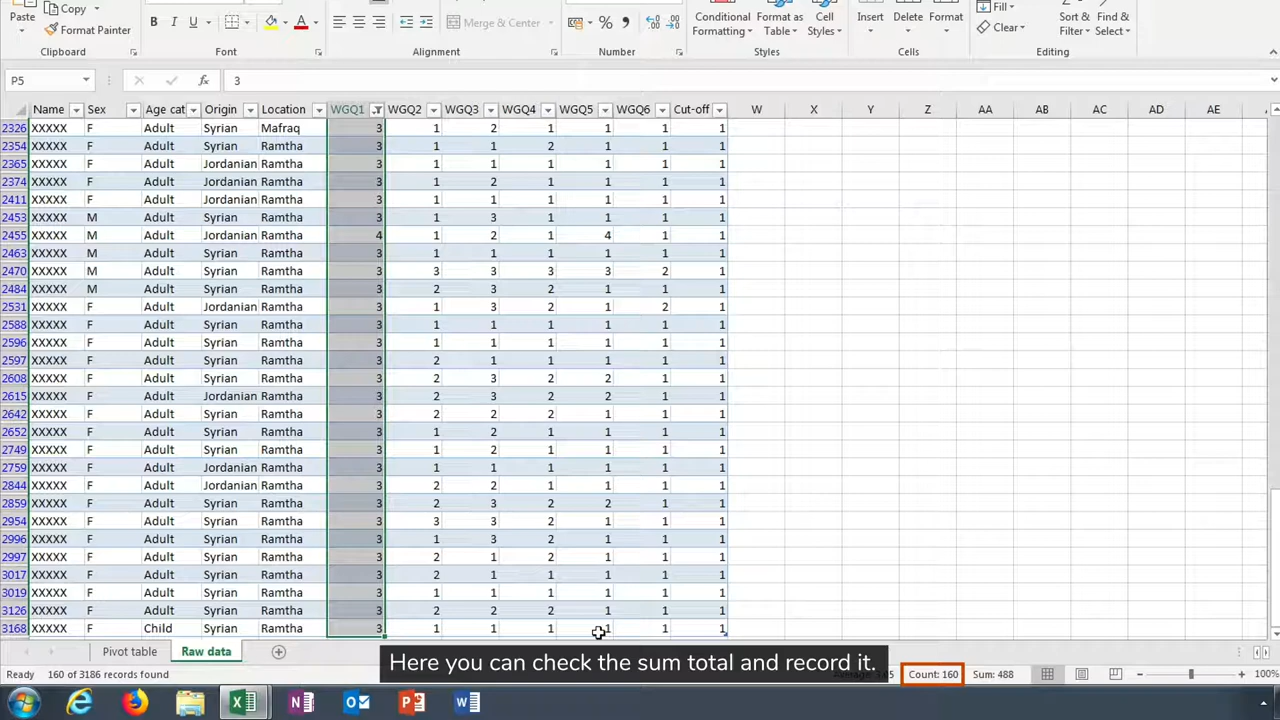 Paste
Copy
Format Painter
Clipboard
B I U
Font
Merge & Center
Alignment
%
Number
Conditional Formatting
Format as Table
Cell Styles
Styles
Insert Delete Format
Cells
Fill
Clear
Sort & Filter
Find & Select
Editing
P5 fx 3
Name Sex Age cat Origin Location WGQ1 WGQ2 WGQ3 WGQ4 WGQ5 WGQ6 Cut-off W X Y Z AA AB AC AD AE
2326 XXXXX F Adult Syrian Mafraq 3 1 2 1 1 1 1
2354 XXXXX F Adult Syrian Ramtha 3 1 1 2 1 1 1
2365 XXXXX F Adult Jordanian Ramtha 3 1 1 1 1 1 1
2374 XXXXX F Adult Jordanian Ramtha 3 1 2 1 1 1 1
2411 XXXXX F Adult Jordanian Ramtha 3 1 1 1 1 1 1
2453 XXXXX M Adult Syrian Ramtha 3 1 3 1 1 1 1
2455 XXXXX M Adult Jordanian Ramtha 4 1 2 1 4 1 1
2463 XXXXX M Adult Syrian Ramtha 3 1 1 1 1 1 1
2470 XXXXX M Adult Syrian Ramtha 3 3 3 3 3 2 1
2484 XXXXX M Adult Syrian Ramtha 3 2 3 2 1 1 1
2531 XXXXX F Adult Jordanian Ramtha 3 1 3 2 1 2 1
2588 XXXXX F Adult Syrian Ramtha 3 1 1 1 1 1 1
2596 XXXXX F Adult Syrian Ramtha 3 1 1 1 1 1 1
2597 XXXXX F Adult Syrian Ramtha 3 2 1 1 1 1 1
2608 XXXXX F Adult Syrian Ramtha 3 2 3 2 2 1 1
2615 XXXXX F Adult Jordanian Ramtha 3 2 3 2 2 1 1
2642 XXXXX F Adult Syrian Ramtha 3 2 2 2 1 1 1
2652 XXXXX F Adult Syrian Ramtha 3 1 2 1 1 1 1
2749 XXXXX F Adult Syrian Ramtha 3 1 2 1 1 1 1
2759 XXXXX F Adult Jordanian Ramtha 3 1 1 1 1 1 1
2844 XXXXX F Adult Jordanian Ramtha 3 2 2 1 1 1 1
2859 XXXXX F Adult Syrian Ramtha 3 2 3 2 2 1 1
2954 XXXXX F Adult Syrian Ramtha 3 3 3 2 1 1 1
2996 XXXXX F Adult Syrian Ramtha 3 1 3 2 1 1 1
2997 XXXXX F Adult Syrian Ramtha 3 2 1 2 1 1 1
3017 XXXXX F Adult Syrian Ramtha 3 2 1 1 1 1 1
3019 XXXXX F Adult Syrian Ramtha 3 1 1 1 1 1 1
3126 XXXXX F Adult Syrian Ramtha 3 2 2 2 1 1 1
3168 XXXXX F Child Syrian Ramtha 3 1 1 1 1 1 1
Pivot table Raw data
Here you can check the sum total and record it.
Ready 160 of 3186 records found Count: 160 Sum: 488 100%